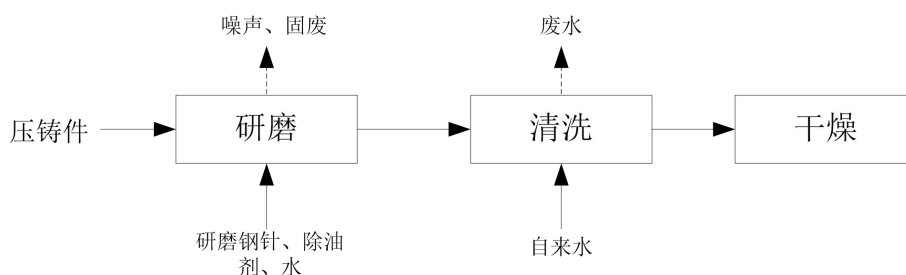 噪声、固废
废水
压铸件
研磨
清洗
干燥
研磨钢针、除油
剂、水
自来水